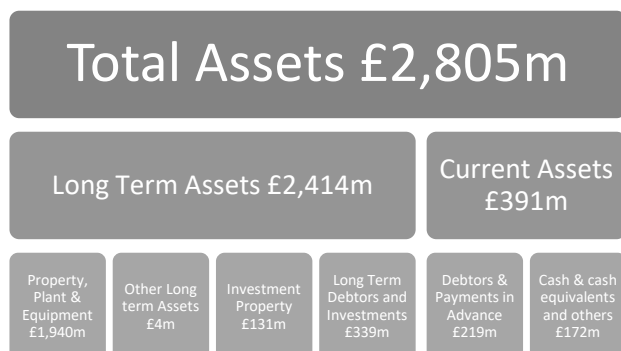 Total Assets £2,805m
Long Term Assets £2,414m
Current Assets
£391m
Property,
Plant &
Equipment
£1,940m
Other Long
term Assets
£4m
Investment
Property
£131m
Long Term
Debtors and
Investments
£339m
Debtors &
Payments in
Advance
£219m
Cash & cash
equivalents
and others
£172m